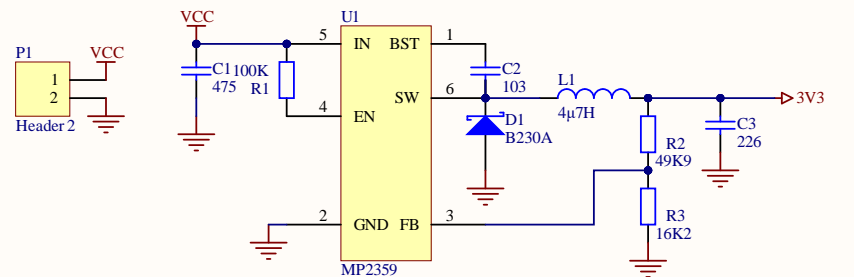 P1
VCC
1
2
Header 2
VCC
C1
475
100K
R1
U1
5
IN
4
EN
2
GND
BST
1
SW
6
FB
3
MP2359
C2
103
D1
B230A
L1
4μ7H
R2
49K9
R3
16K2
C3
226
3V3